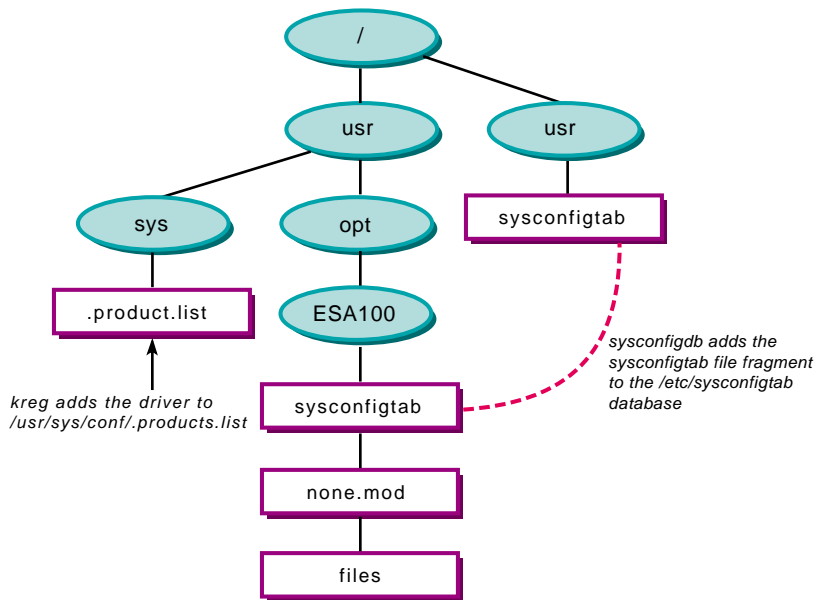 /
usr
usr
sys
opt
sysconfigtab
.product.list
ESA100
sysconfigdb adds the
sysconfigtab file fragment
to the /etc/sysconfigtab
database
kreg adds the driver to
/usr/sys/conf/.products.list
sysconfigtab
none.mod
files